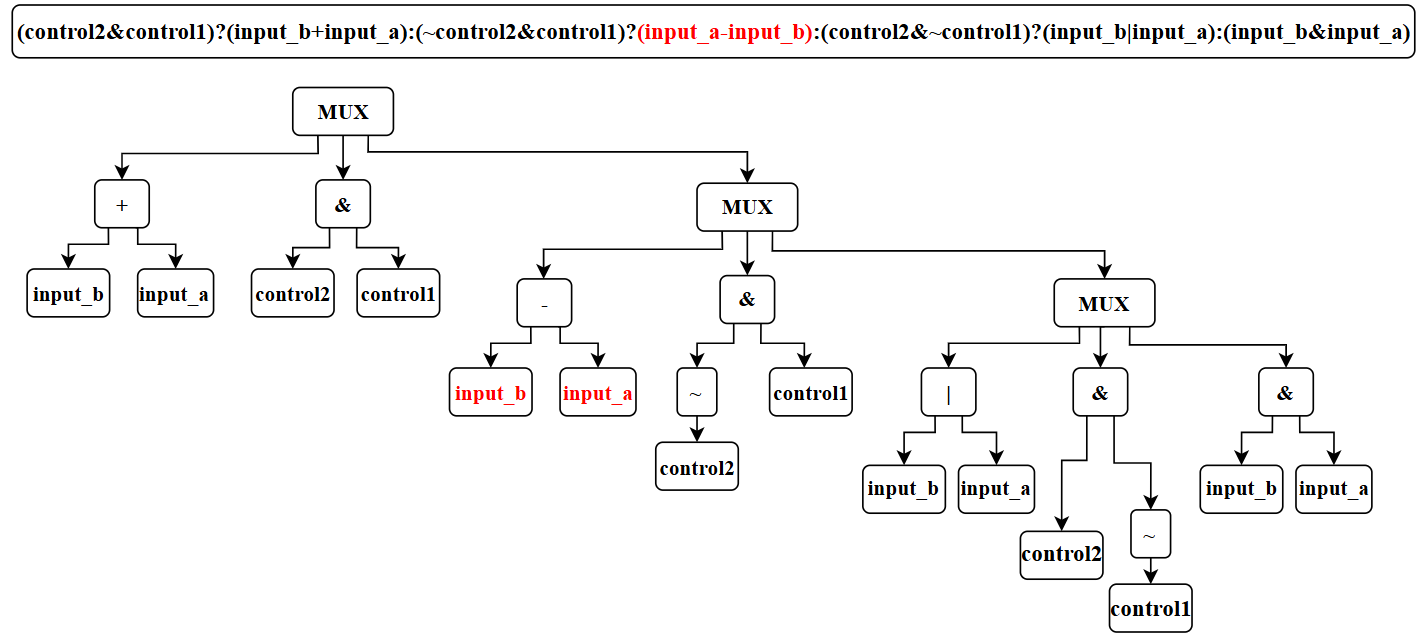 (control2&control1)?(input_b+input_a):(~control2&control1)?(input_a-input_b):(control2&~control1)?(input_b|input_a):(input_b&input_a)
MUX
+
&
MUX
input_b
input_a
control2
control1
-
&
MUX
input_b
input_a
~
control1
|
&
&
control2
input_b
input_a
input_b
input_a
control2
~
control1